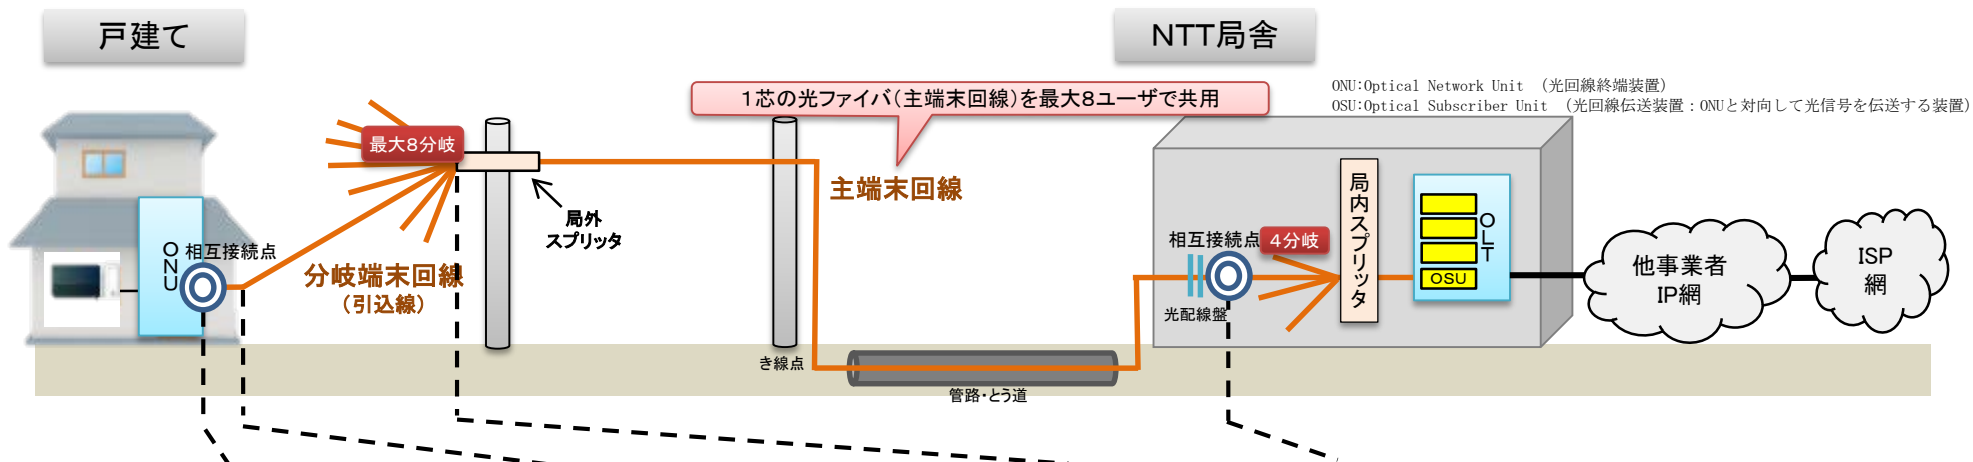 戸建て
NTT局舎
1芯の光ファイバ(主端末回線)を最大8ユーザで共用
ONU:Optical Network Unit (光回線終端装置)
OSU:Optical Subscriber Unit (光回線伝送装置:ONUと対向して光信号を伝送する装置)
最大8分岐
主端末回線
局外
スプリッタ
ONU
相互接続点
分岐端末回線
(引込線)
相互接続点
4分岐
局内スプリッタ
OLT
OSU
光配線盤
他事業者
IP網
ISP
網
き線点
管路・とう道